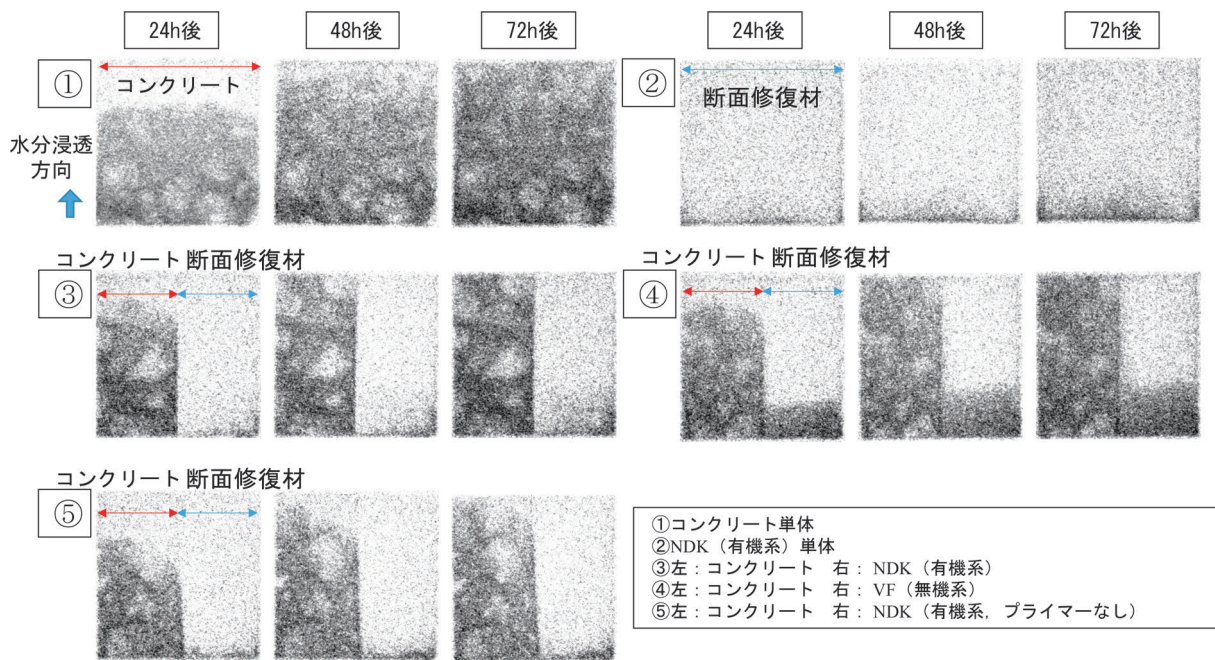 24h後 48h後 72h後 24h後 48h後 72h後
① コンクリート ② 断面修復材
水分浸透
方向
コンクリート 断面修復材 コンクリート 断面修復材
③ ④
コンクリート 断面修復材
⑤
①コンクリート単体
②NDK（有機系）単体
③左：コンクリート 右：NDK（有機系）
④左：コンクリート 右：VF（無機系）
⑤左：コンクリート 右：NDK（有機系，プライマーなし）